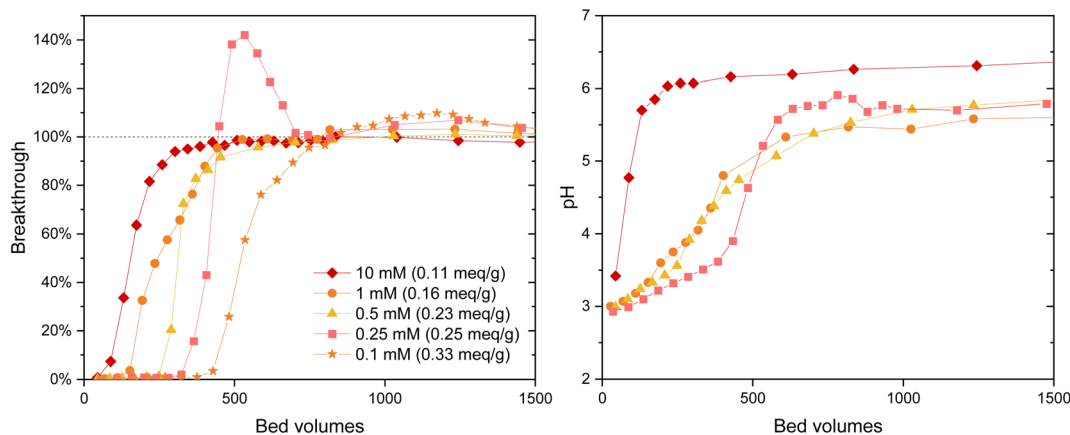 140%
120%
100%
80%
60%
40%
20%
0%
Breakthrough
10 mM (0.11 meq/g)
1 mM (0.16 meq/g)
0.5 mM (0.23 meq/g)
0.25 mM (0.25 meq/g)
0.1 mM (0.33 meq/g)
0 500 1000 1500
Bed volumes
7
6
5
4
3
2
pH
0 500 1000 1500
Bed volumes